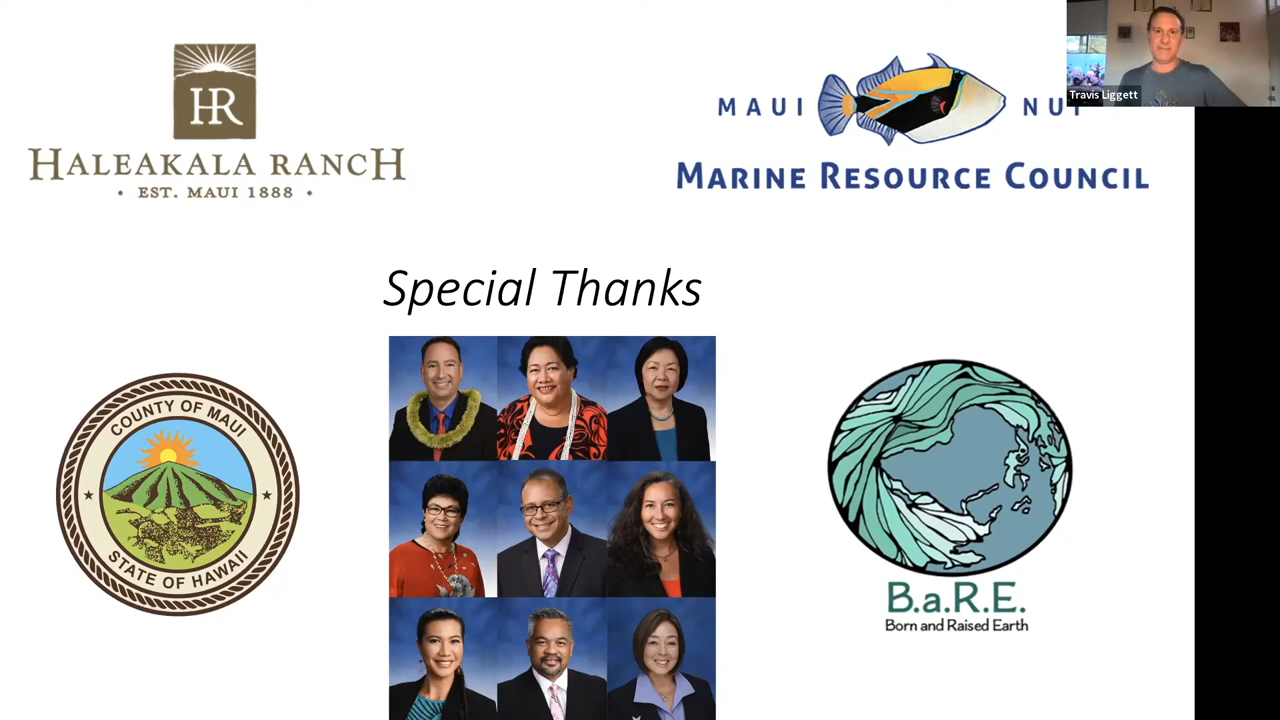 HR
HALEAKALA RANCH
• EST. MAUI 1888 •
MAUI
MARINE RESOURCE COUNCIL
Travis Liggett
Special Thanks
COUNTY OF MAUI
STATE OF HAWAII
B.a.R.E.
Born and Raised Earth